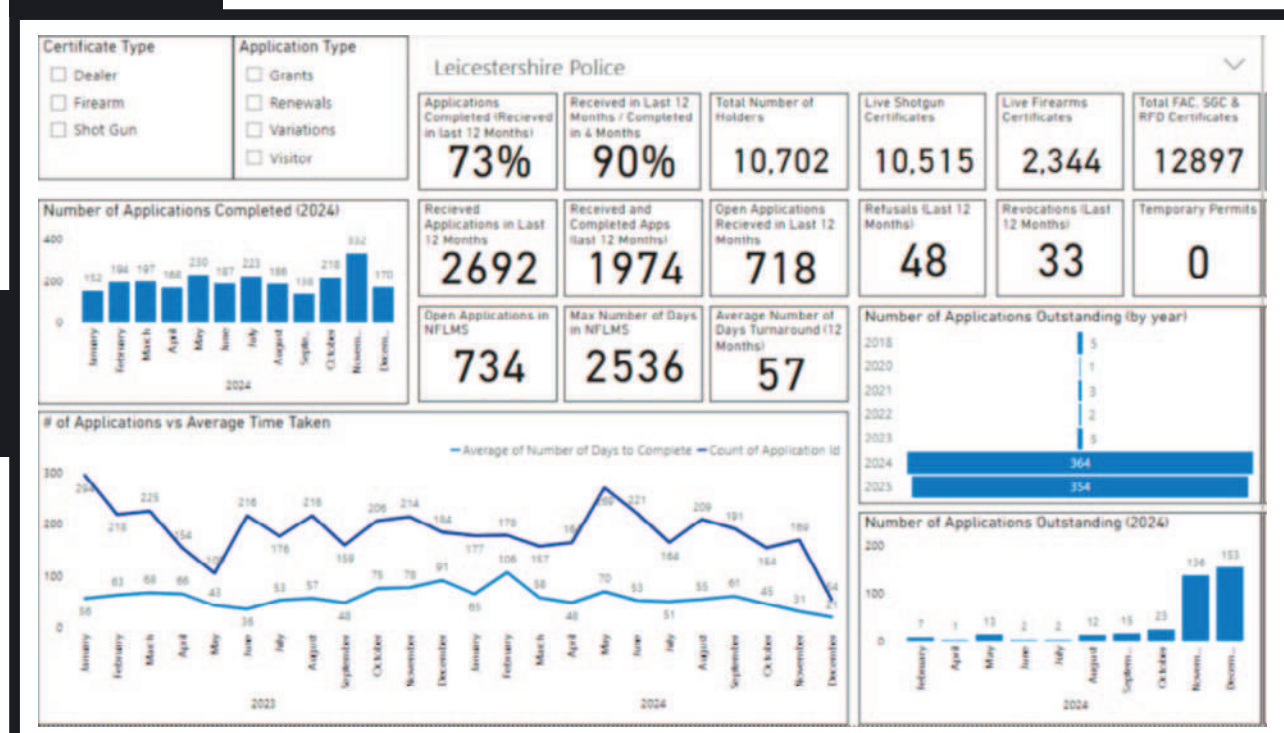 Certificate Type
Dealer
Firearm
Shot Gun
Application Type
Grants
Renewals
Variations
Visitor
Leicestershire Police
Applications
Completed (Recieved
in last 12 Months)
73%
Received in Last 12
Months / Completed
in 4 Months
90%
Total Number of
Holders
10,702
Live Shotgun
Certificates
10,515
Live Firearms
Certificates
2,344
Total FAC, SGC &
RFD Certificates
12897
Number of Applications Completed (2024)
400
200
0
152
194
197
168
230
187
223
186
138
218
332
170
January
February
March
April
May
June
July
August
Septe...
October
Novem...
Decem...
2024
Recieved
Applications in Last
12 Months
2692
Received and
Completed Apps
(last 12 Months)
1974
Open Applications
Recieved in Last 12
Months
718
Refusals (Last 12
Months)
48
Revocations (Last
12 Months)
33
Temporary Permits
0
Open Applications in
NFLMS
734
Max Number of Days
in NFLMS
2536
Average Number of
Days Turnaround (12
Months)
57
Number of Applications Outstanding (by year)
2018
5
2020
1
2021
3
2022
2
2023
5
2024
364
354
# of Applications vs Average Time Taken
Average of Number of Days to Complete
Count of Application Id
300
200
100
0
294
218
225
154
216
176
216
159
206
214
184
177
178
157
221
164
209
191
154
169
54
56
63
68
66
43
36
53
57
48
75
78
91
65
106
58
48
70
53
51
55
61
45
31
21
January
February
March
April
May
June
July
August
September
October
November
December
January
February
March
April
May
June
July
August
September
October
November
December
2023
2024
Number of Applications Outstanding (2024)
200
100
0
7
1
13
2
2
12
15
23
136
153
February
April
May
June
July
August
Septem...
October
Novem...
Decem...
2024